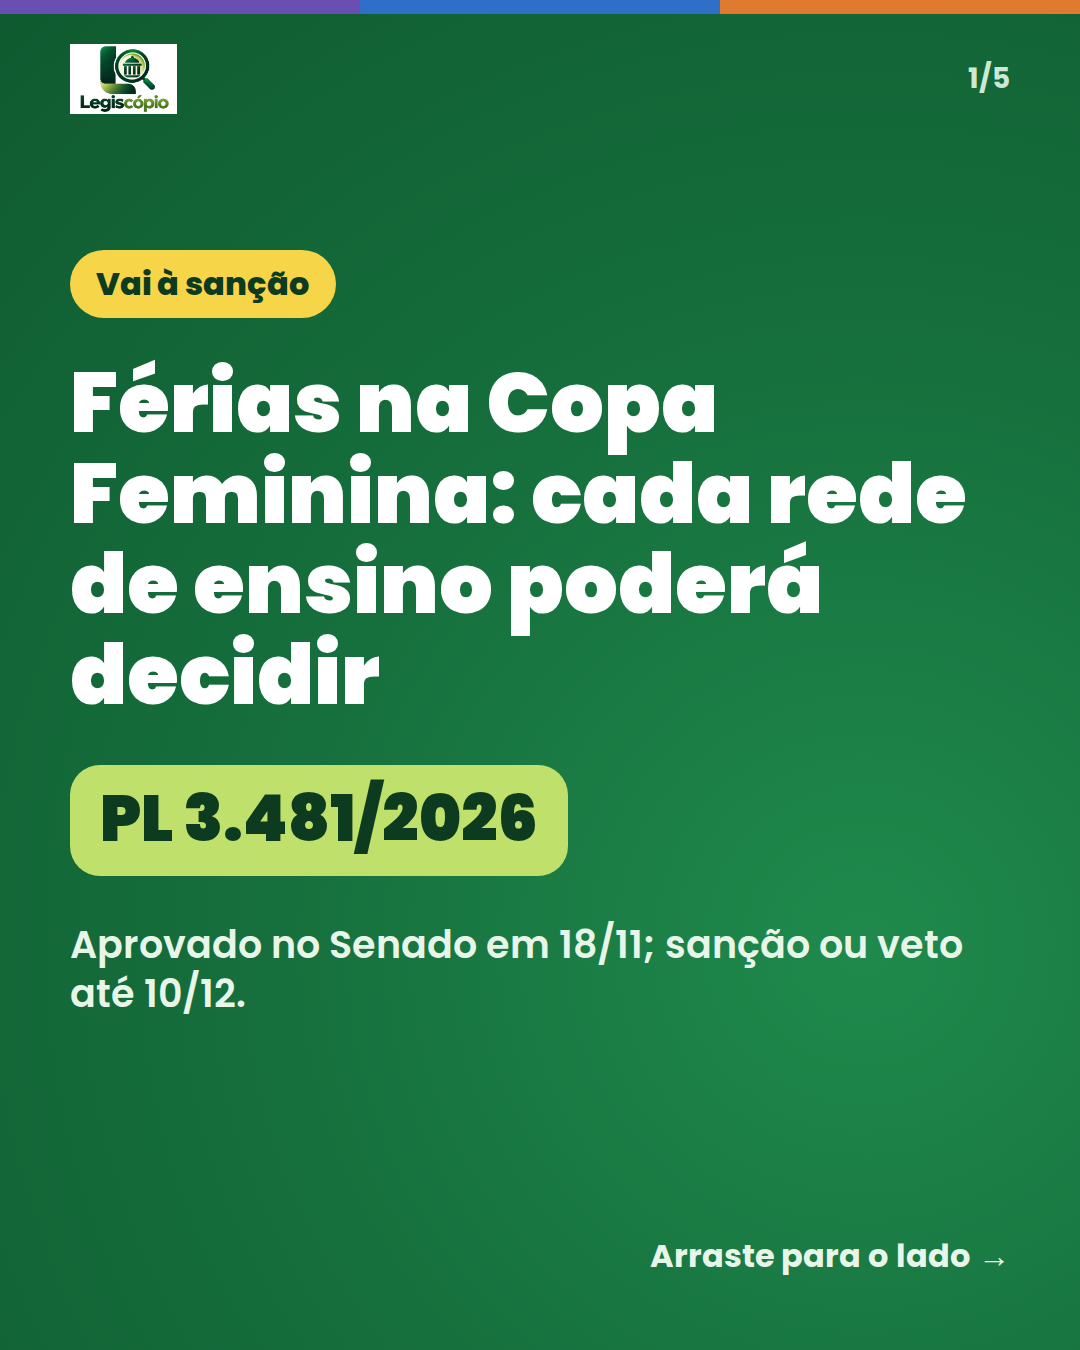 Legiscópio
1/5
Vai à sanção
Férias na Copa
Feminina: cada rede
de ensino poderá
decidir
PL 3.481/2026
Aprovado no Senado em 18/11; sanção ou veto
até 10/12.
Arraste para o lado →